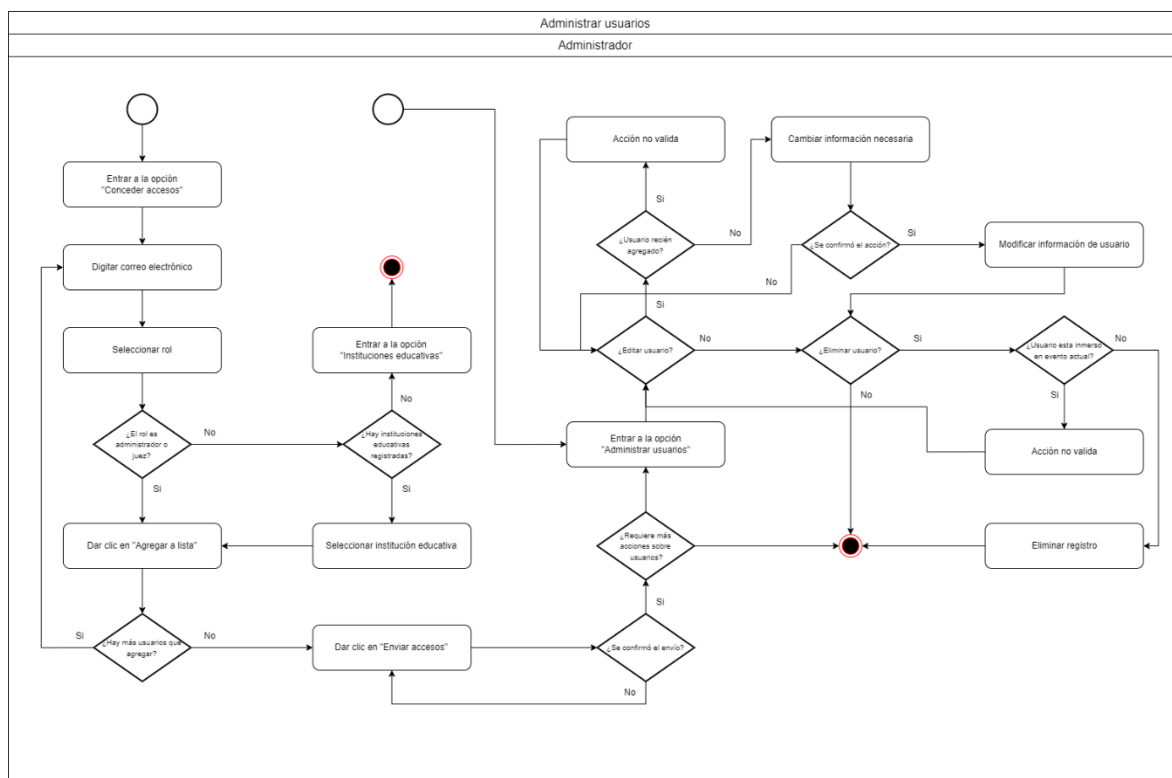 Administrar usuarios
Administrador
Entrar a la opción
"Conceder accesos"
Digitar correo electrónico
Seleccionar rol
¿El rol es
administrador o
juez?
No
Si
Entrar a la opción
"Instituciones educativas"
No
¿Hay instituciones
educativas
registradas?
Si
Seleccionar institución educativa
Dar clic en "Agregar a lista"
¿Hay más usuarios que
agregar?
Si
No
Dar clic en "Enviar accesos"
¿Se confirmó el envío?
No
Si
¿Requiere más
acciones sobre
usuarios?
Entrar a la opción
"Administrar usuarios"
¿Editar usuario?
Si
No
¿Usuario recién
agregado?
Si
No
Acción no valida
Cambiar información necesaria
¿Se confirmó el acción?
Si
No
Modificar información de usuario
¿Eliminar usuario?
Si
No
¿Usuario esta inmerso
en evento actual?
No
Si
Acción no valida
Eliminar registro